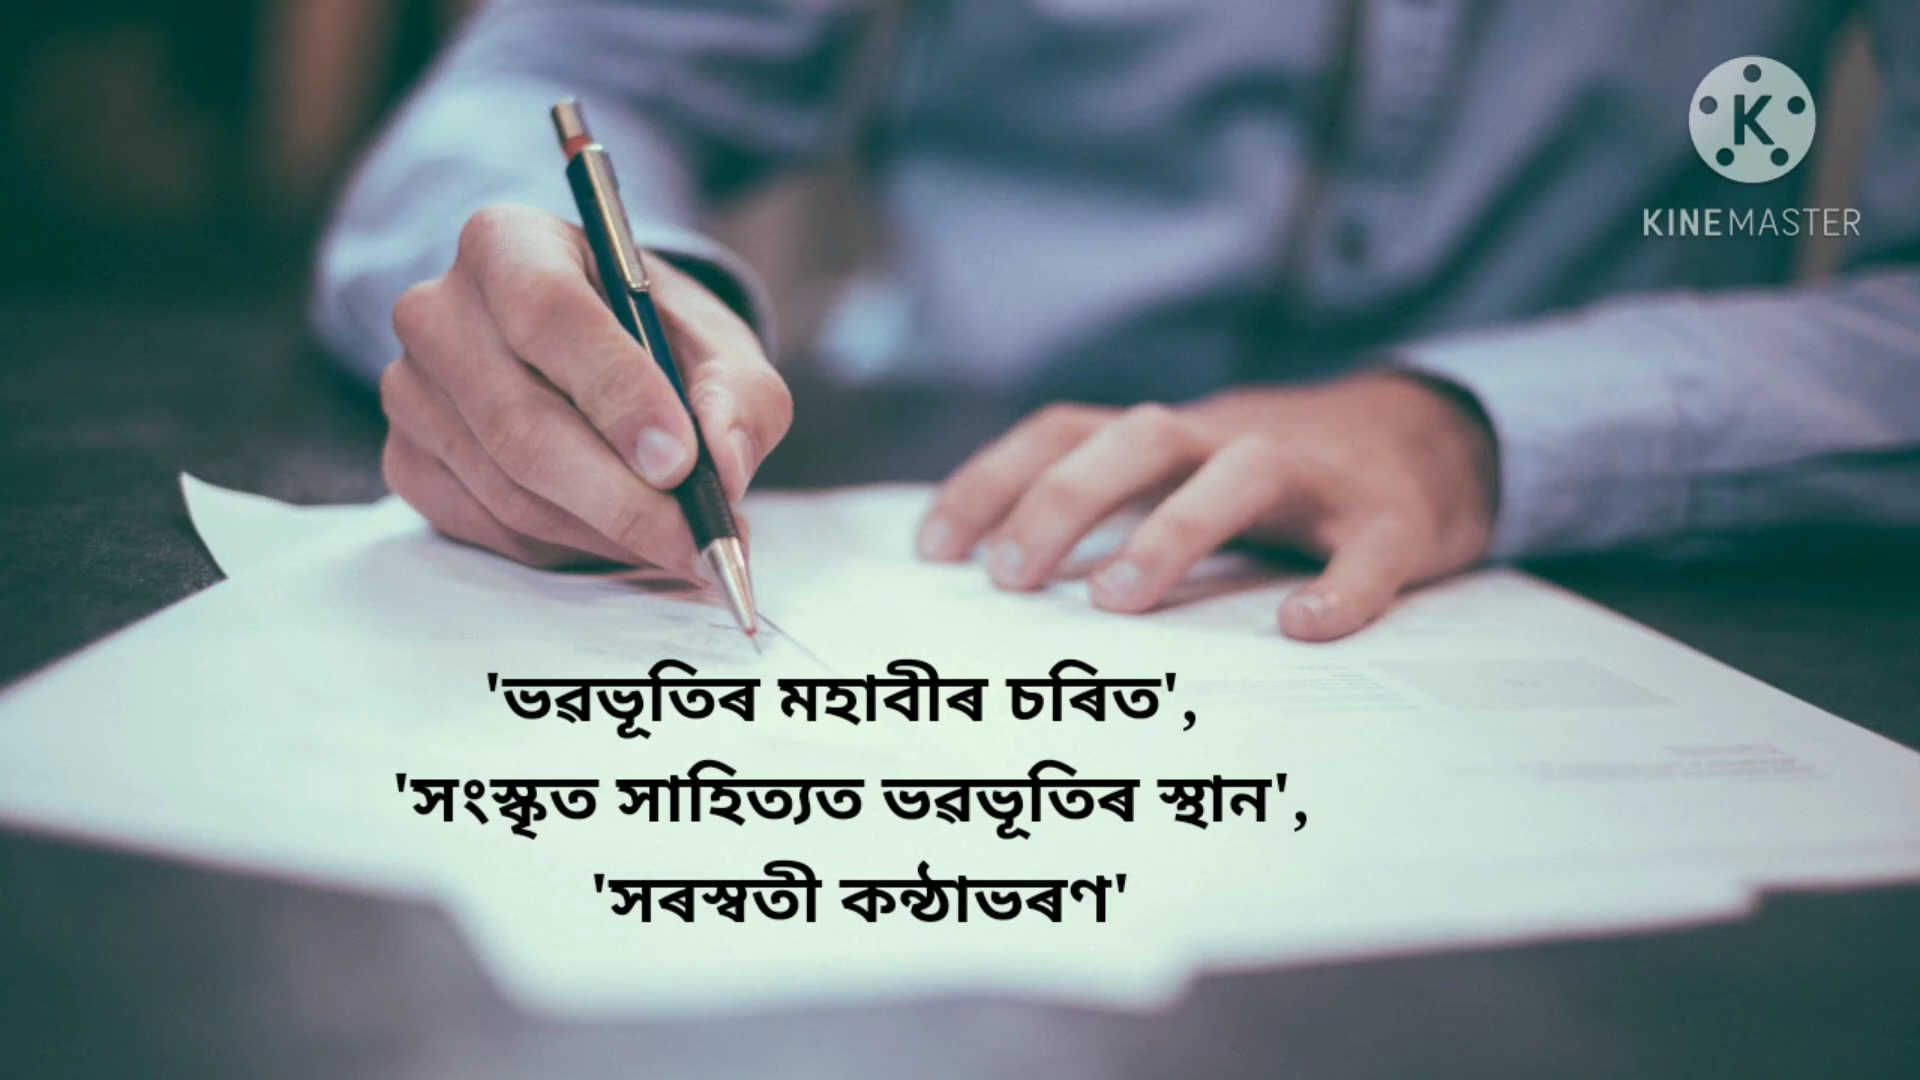 KINEMASTER
'ভৱভূতিৰ মহাবীৰ চৰিত',
'সংস্কৃত সাহিত্যত ভৱভূতিৰ স্থান',
'সৰস্বতী কন্ঠাভৰণ'